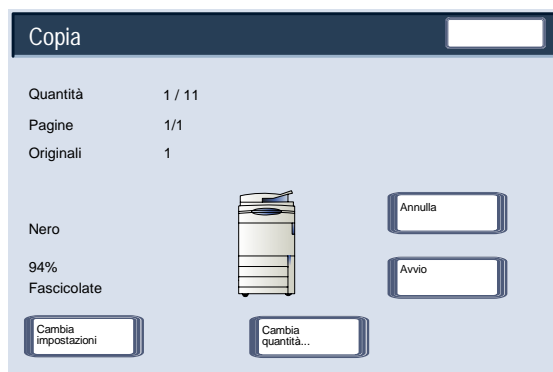 Copia
Quantità 1 / 11
Pagine 1/1
Originali 1
Nero
94%
Fascicolate
Annulla
Avvio
Cambia
impostazioni
Cambia
quantità...